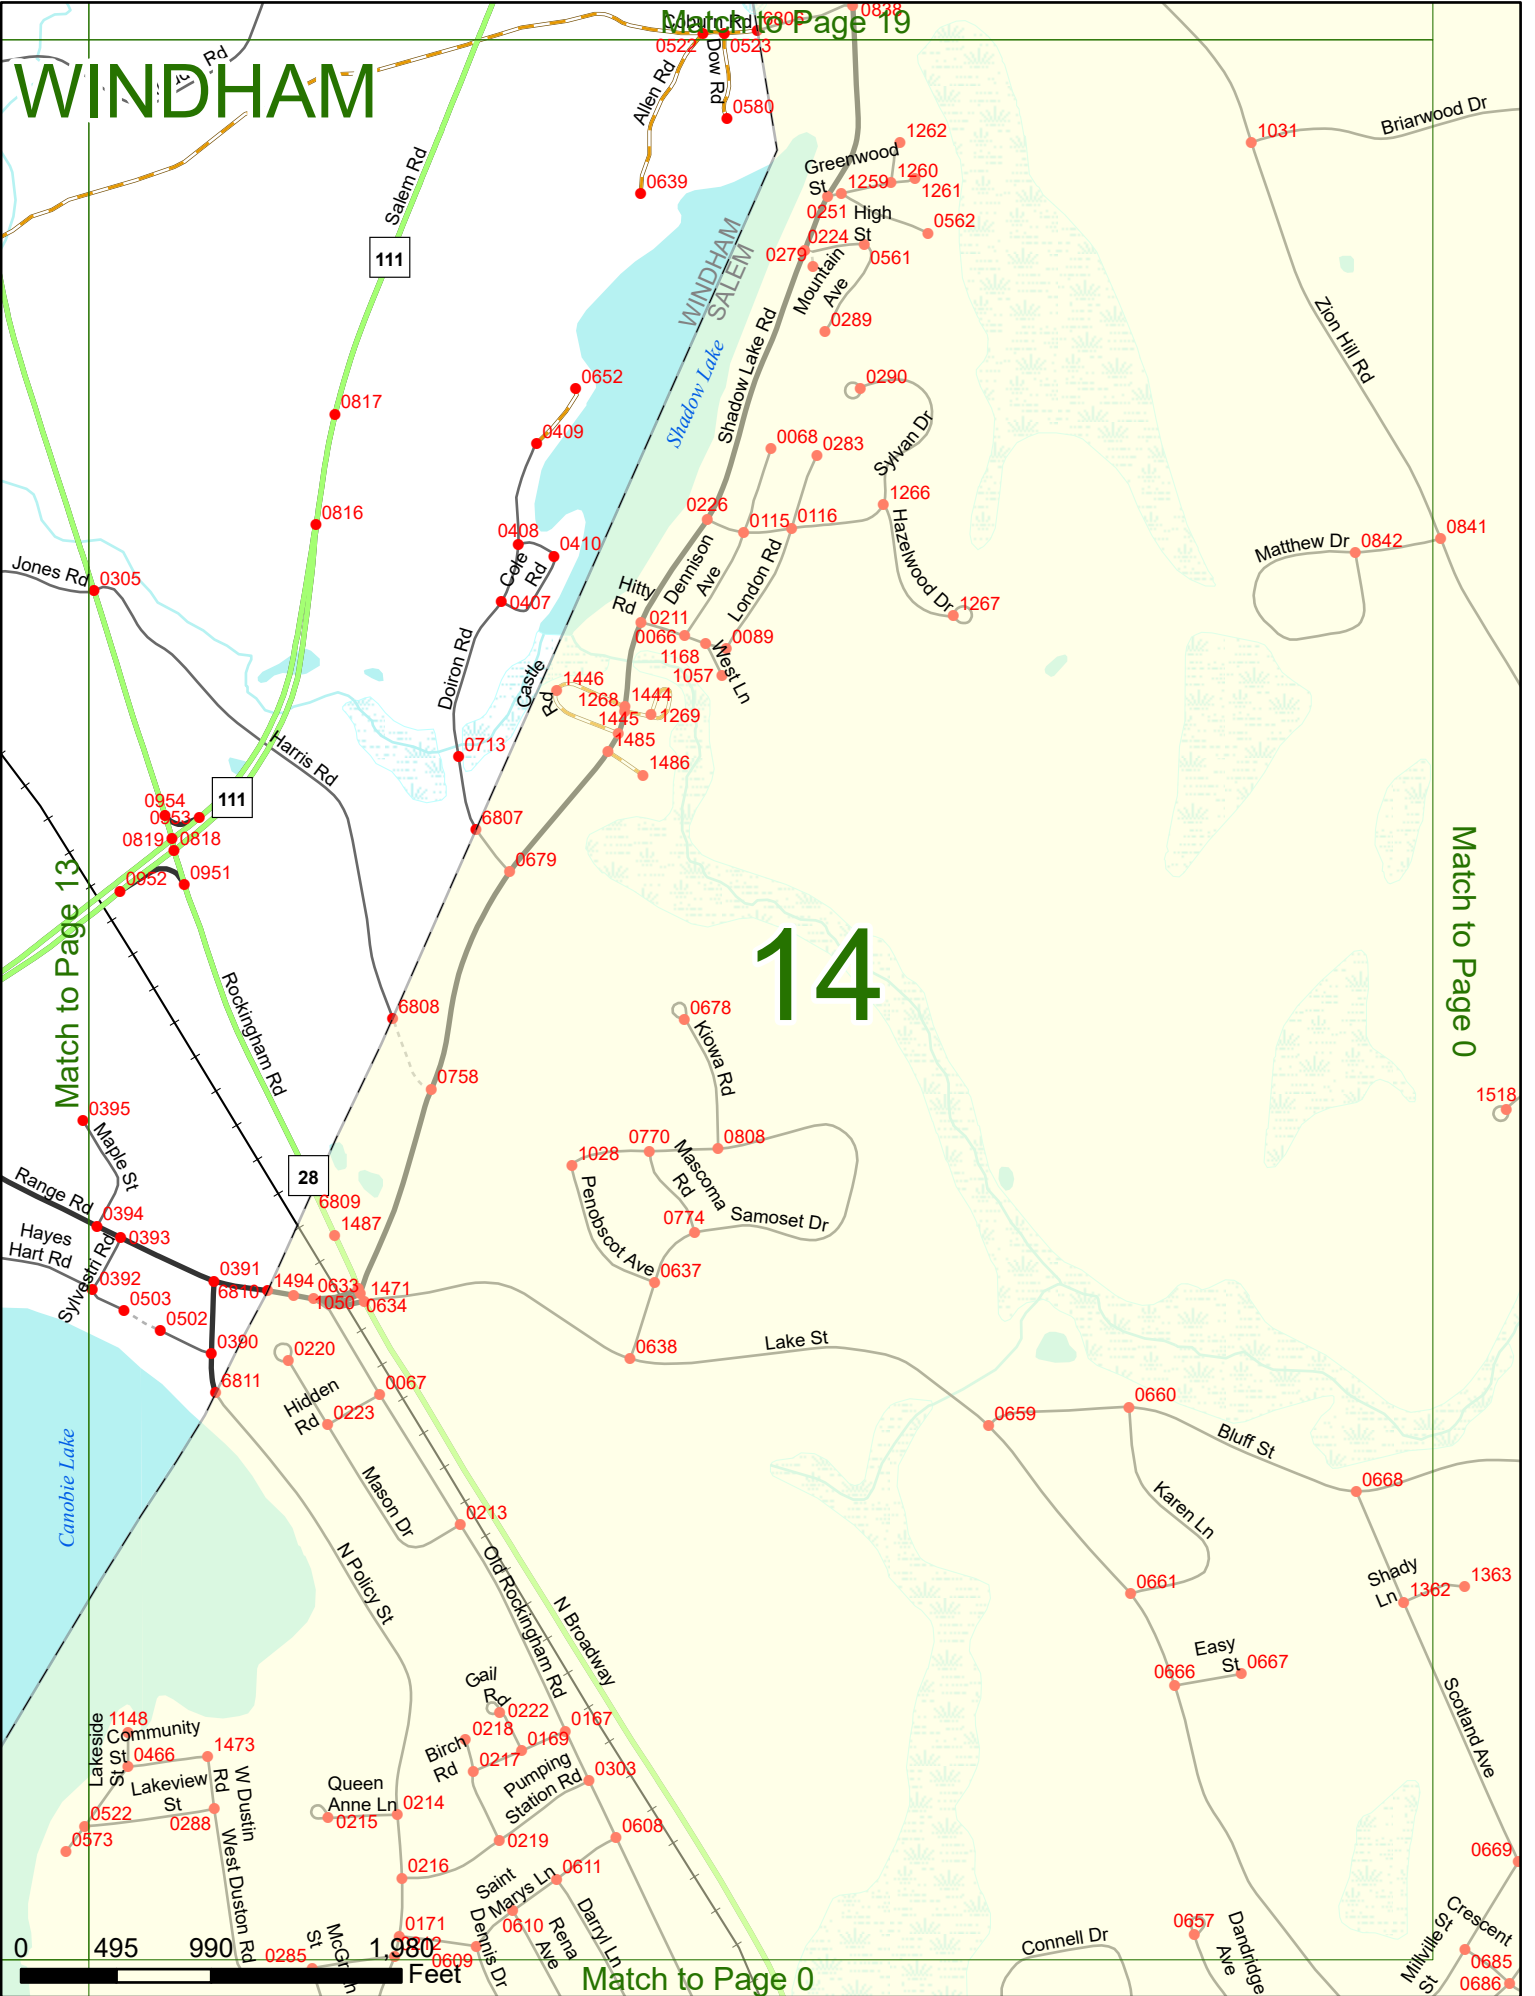 Match to Page 19
WINDHAM
Rd
Coburn Rd
6806
0838
0522
0523
Dow Rd
Allen Rd
0580
0639
Salem Rd
111
1262
Greenwood
St
1259
1260
1261
0251
High
St
0562
0224
0279
0561
Mountain
Ave
0289
1031
Briarwood Dr
WINDHAM
SALEM
Shadow Lake
Shadow Lake Rd
Zion Hill Rd
0817
0652
0409
0290
Sylvan Dr
0068
0283
0816
0226
0115
0116
1266
0408
0410
Cole
Rd
0407
Jones Rd
0305
Dennison
Ave
London Rd
Hazelwood Dr
1267
Matthew Dr
0842
0841
Hitty
Rd
0211
0066
0089
1168
1057
West Ln
Doiron Rd
Castle
Rd
1446
1268
1444
1445
1269
1485
1486
0713
Harris Rd
111
0954
0953
0819
0818
0952
0951
6807
0679
Match to Page 13
Match to Page 0
14
Rockingham Rd
6808
0758
0678
Kiowa Rd
1518
0395
Maple St
0770
0808
1028
Mascoma
Rd
Penobscot Ave
0774
Samoset Dr
0637
28
6809
1487
Range Rd
0394
0393
Hayes
Hart Rd
Sylvestri Rd
0392
0503
0502
0391
6810
1494
0633
1050
1471
0634
0390
6811
0220
0638
Lake St
Hidden
Rd
0223
0067
0659
0660
Bluff St
0668
Karen Ln
Canobie Lake
Mason Dr
0213
N Policy St
Old Rockingham Rd
N Broadway
0661
Shady
Ln
1362
1363
Easy
St
0667
0666
Scotland Ave
Gail
Rd
0222
0167
0218
0169
Birch
Rd
0217
Pumping
Station Rd
0303
Lakeside
St
1148
Community
St
0466
1473
Lakeview
St
0288
Rd
W Dustin
0522
0573
Queen
Anne Ln
0215
0214
0219
0608
0216
0611
Saint
Marys Ln
0610
West Duston Rd
0171
0212
0609
Dennis Dr
Rena
Ave
Darryl Ln
0285
St
McGrath
0669
0657
Dandridge
Ave
Connell Dr
Crescent
Millville St
St
0685
0686
0
495
990
1,980
Feet
Match to Page 0